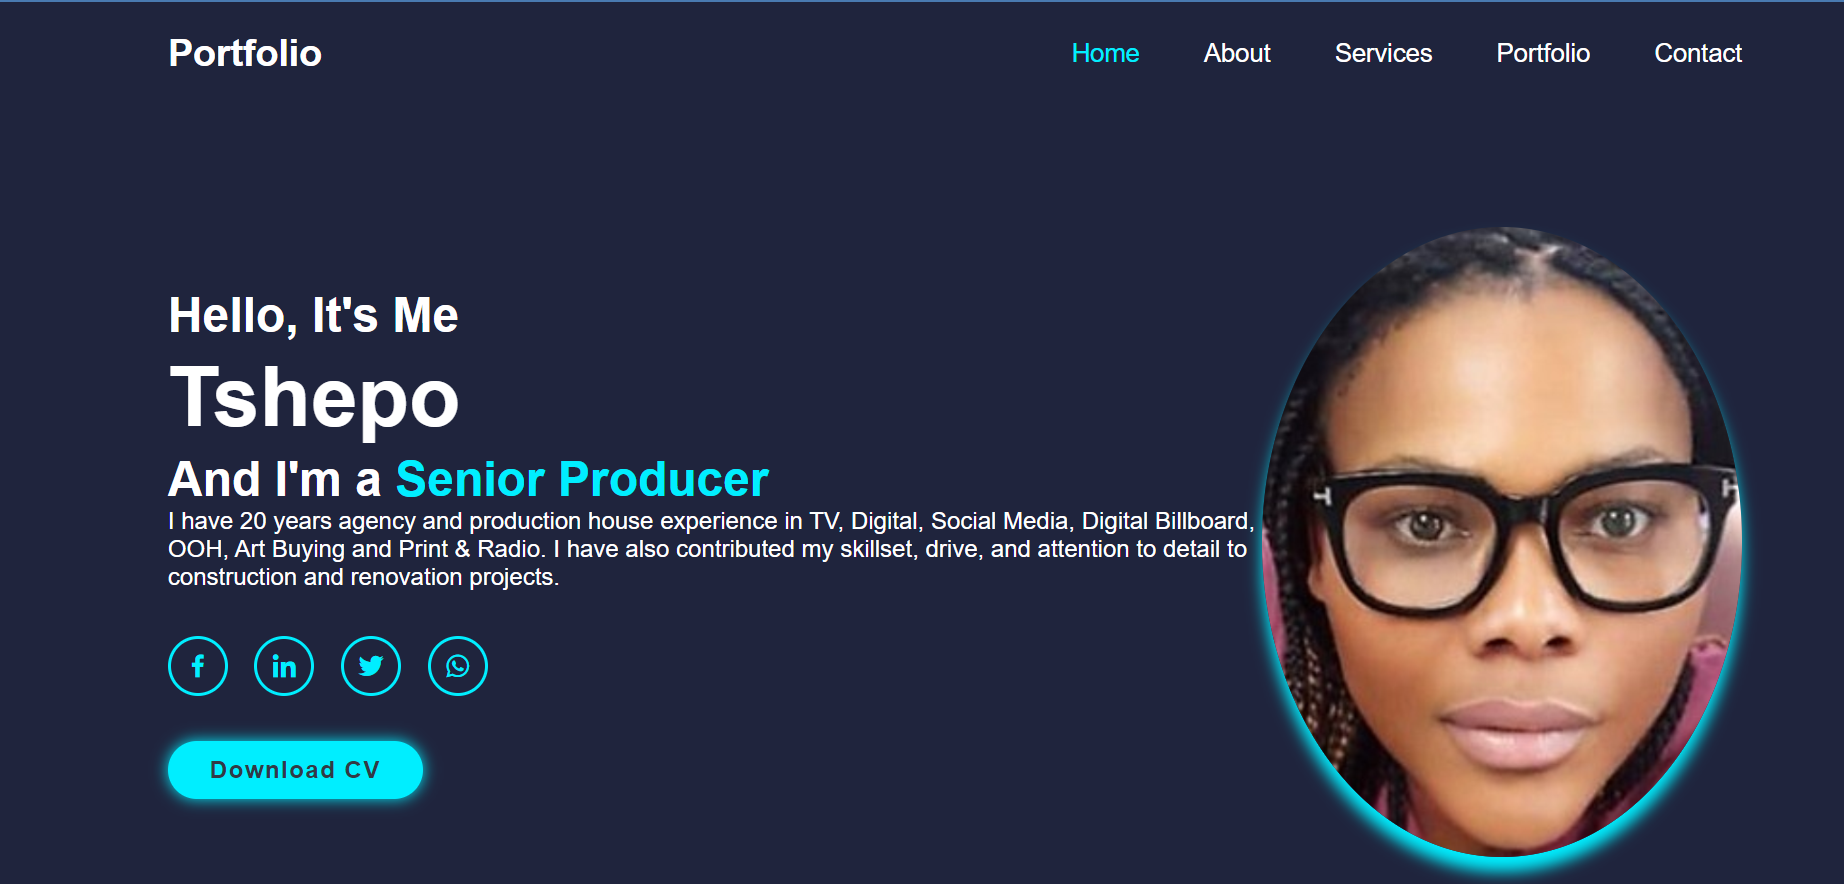 Portfolio
Home
About
Services
Portfolio
Contact
Hello, It's Me
Tshepo
And I'm a Senior Producer
I have 20 years agency and production house experience in TV, Digital, Social Media, Digital Billboard,
OOH, Art Buying and Print & Radio. I have also contributed my skillset, drive, and attention to detail to
construction and renovation projects.
Download CV